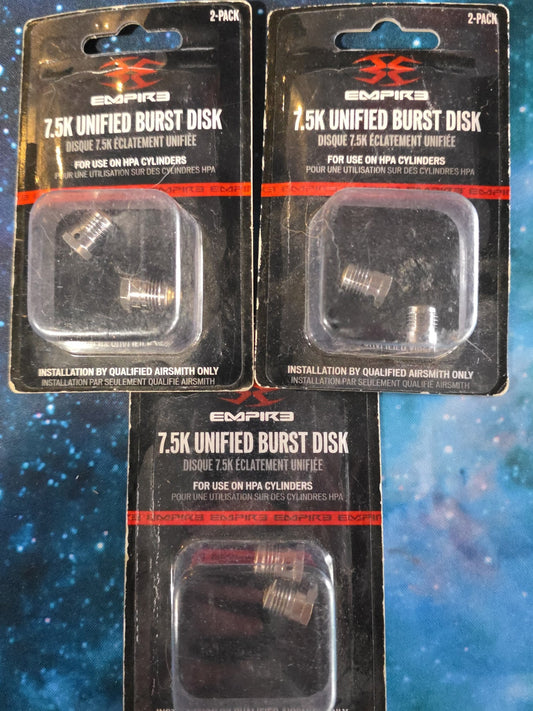 2-PACK
EMPIRE
7.5K UNIFIED BURST DISK
DISQUE 7.5K ÉCLATEMENT UNIFIÉE
FOR USE ON HPA CYLINDERS
POUR UNE UTILISATION SUR DES CYLINDRES HPA
EMPIRE EMPIRE
INSTALLATION BY QUALIFIED AIRSMITH ONLY
INSTALLATION PAR SEULEMENT QUALIFIÉ AIRSMITH
2-PACK
EMPIRE
7.5K UNIFIED BURST DISK
DISQUE 7.5K ÉCLATEMENT UNIFIÉE
FOR USE ON HPA CYLINDERS
POUR UNE UTILISATION SUR DES CYLINDRES HPA
EMPIRE EMPIRE
INSTALLATION BY QUALIFIED AIRSMITH ONLY
INSTALLATION PAR SEULEMENT QUALIFIÉ AIRSMITH
EMPIRE
7.5K UNIFIED BURST DISK
DISQUE 7.5K ÉCLATEMENT UNIFIÉE
FOR USE ON HPA CYLINDERS
POUR UNE UTILISATION SUR DES CYLINDRES HPA
EMPIRE EMPIRE EMPIRE EMPIRE